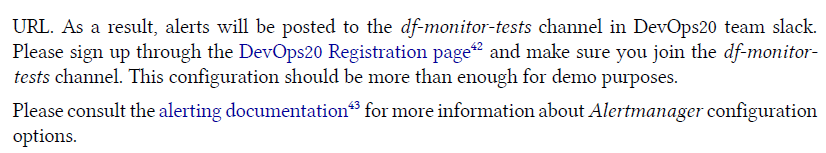 URL. As a result, alerts will be posted to the df-monitor-tests channel in DevOps20 team slack.
Please sign up through the DevOps20 Registration page⁴² and make sure you join the df-monitor-
tests channel. This configuration should be more than enough for demo purposes.
Please consult the alerting documentation⁴³ for more information about Alertmanager configuration
options.